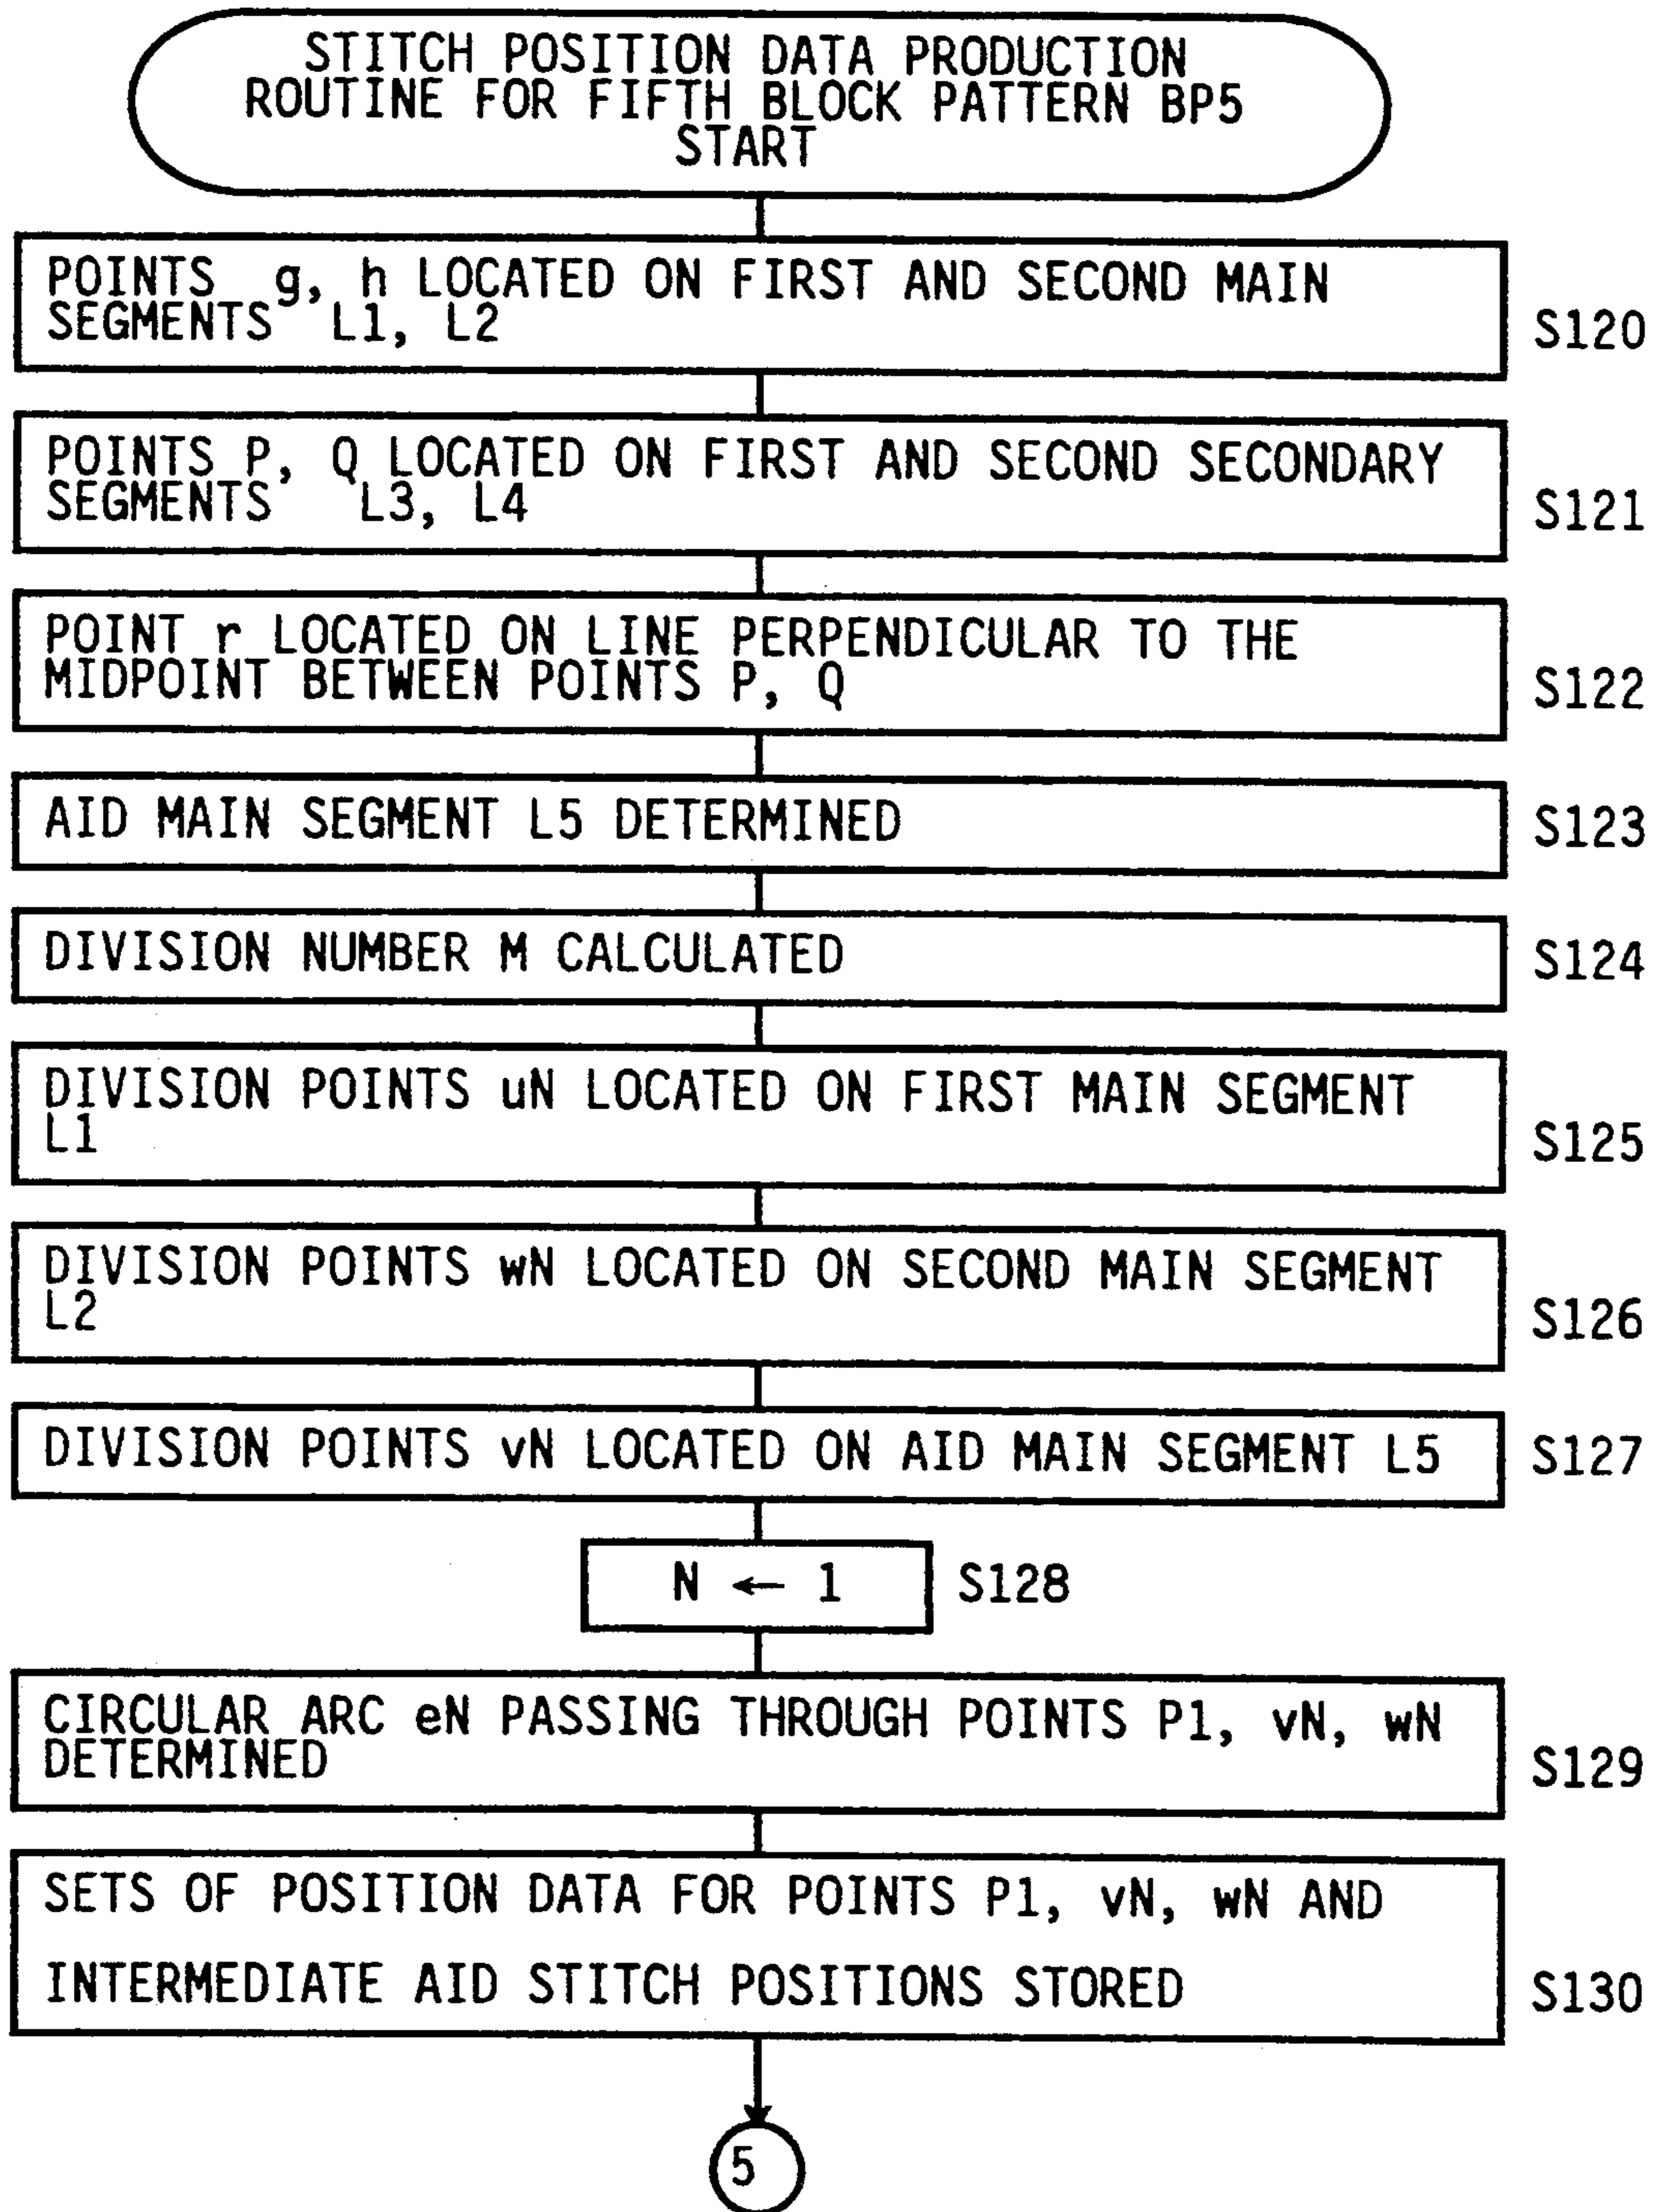 STITCH POSITION DATA PRODUCTION
ROUTINE FOR FIFTH BLOCK PATTERN BP5
START
POINTS g, h LOCATED ON FIRST AND SECOND MAIN
SEGMENTS L1, L2
S120
POINTS P, Q LOCATED ON FIRST AND SECOND SECONDARY
SEGMENTS L3, L4
S121
POINT r LOCATED ON LINE PERPENDICULAR TO THE
MIDPOINT BETWEEN POINTS P, Q
S122
AID MAIN SEGMENT L5 DETERMINED
S123
DIVISION NUMBER M CALCULATED
S124
DIVISION POINTS uN LOCATED ON FIRST MAIN SEGMENT
L1
S125
DIVISION POINTS wN LOCATED ON SECOND MAIN SEGMENT
L2
S126
DIVISION POINTS vN LOCATED ON AID MAIN SEGMENT L5
S127
N ← 1
S128
CIRCULAR ARC eN PASSING THROUGH POINTS P1, vN, wN
DETERMINED
S129
SETS OF POSITION DATA FOR POINTS P1, vN, wN AND
INTERMEDIATE AID STITCH POSITIONS STORED
S130
5